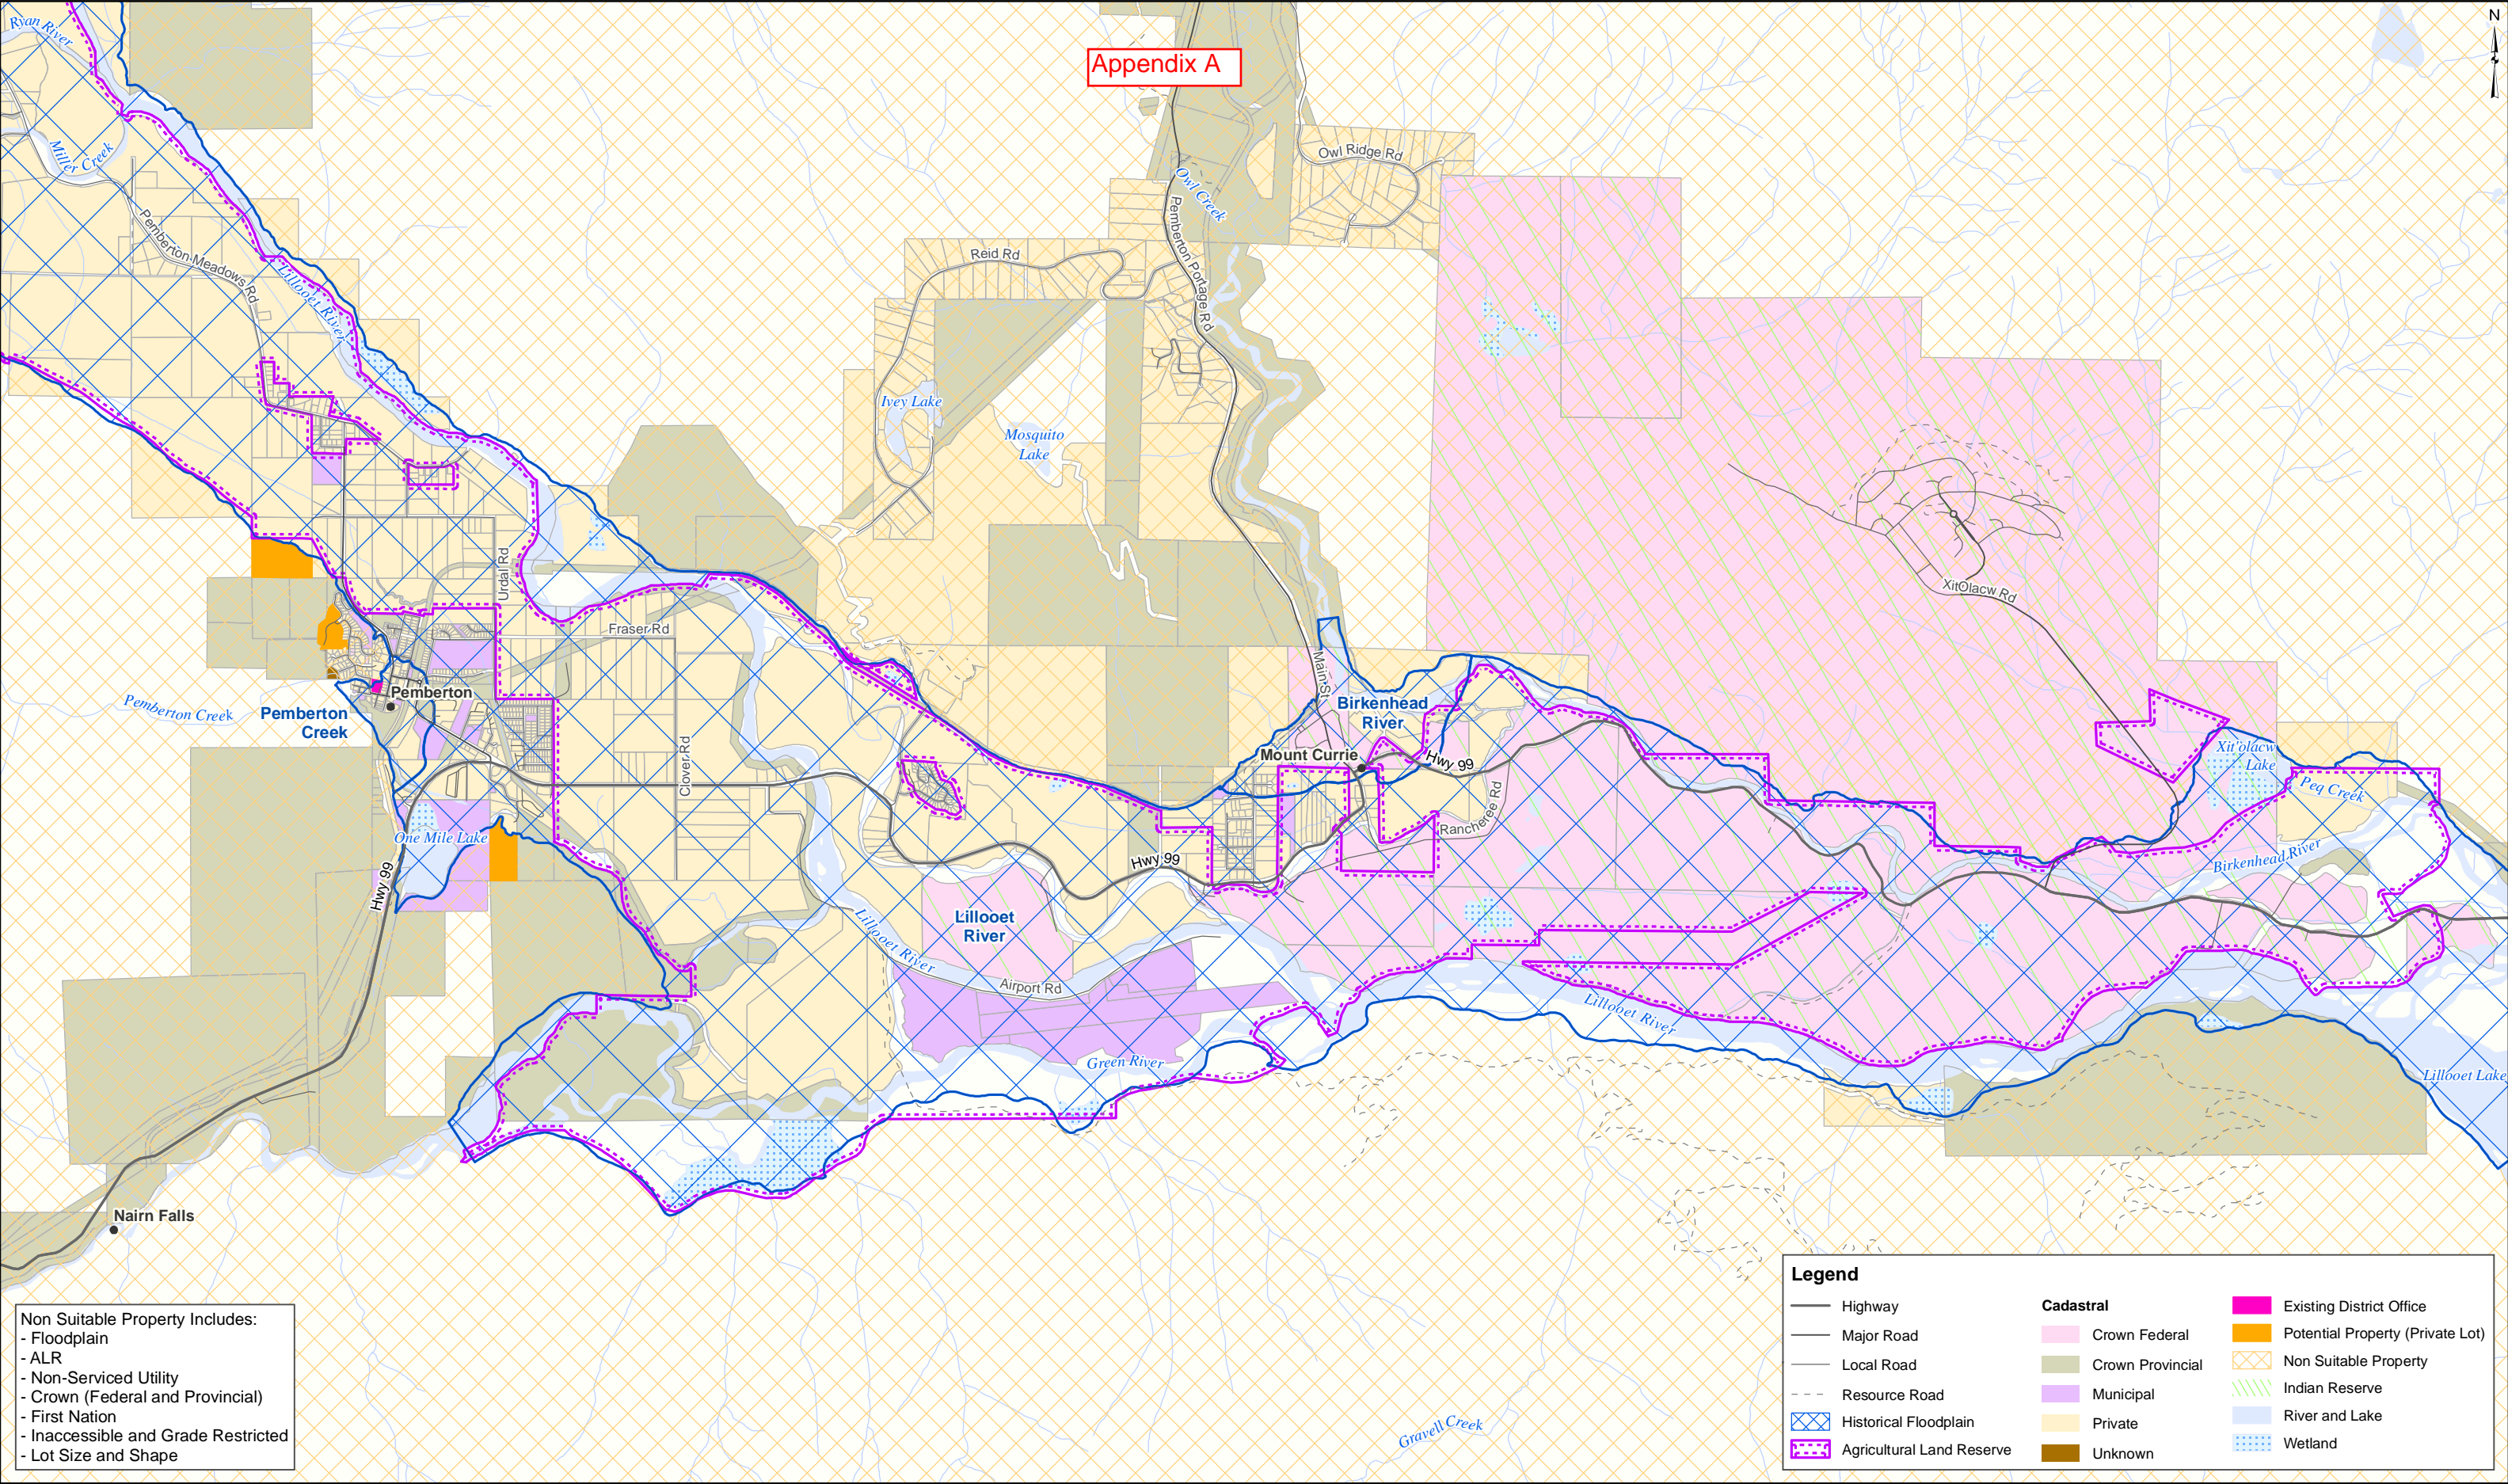 Appendix A
N
Ryan River
Miller Creek
Pemberton Meadows Rd
Lillooet River
Owl Ridge Rd
Owl Creek
Pemberton Portage Rd
Reid Rd
Ivey Lake
Mosquito
Lake
Urdal Rd
Fraser Rd
Clover Rd
Pemberton
Pemberton Creek
Pemberton
Creek
One Mile Lake
Hwy 99
Nairn Falls
Main St
Birkenhead
River
Mount Currie
Hwy 99
Rancheree Rd
Hwy 99
Lillooet
River
Lillooet River
Airport Rd
Green River
Lillooet River
XitOlacw Rd
Xit'olacw
Lake
Peq Creek
Birkenhead River
Lillooet Lake
Gravell Creek
Non Suitable Property Includes:
- Floodplain
- ALR
- Non-Serviced Utility
- Crown (Federal and Provincial)
- First Nation
- Inaccessible and Grade Restricted
- Lot Size and Shape
Legend
Highway
Major Road
Local Road
Resource Road
Historical Floodplain
Agricultural Land Reserve
Cadastral
Crown Federal
Crown Provincial
Municipal
Private
Unknown
Existing District Office
Potential Property (Private Lot)
Non Suitable Property
Indian Reserve
River and Lake
Wetland